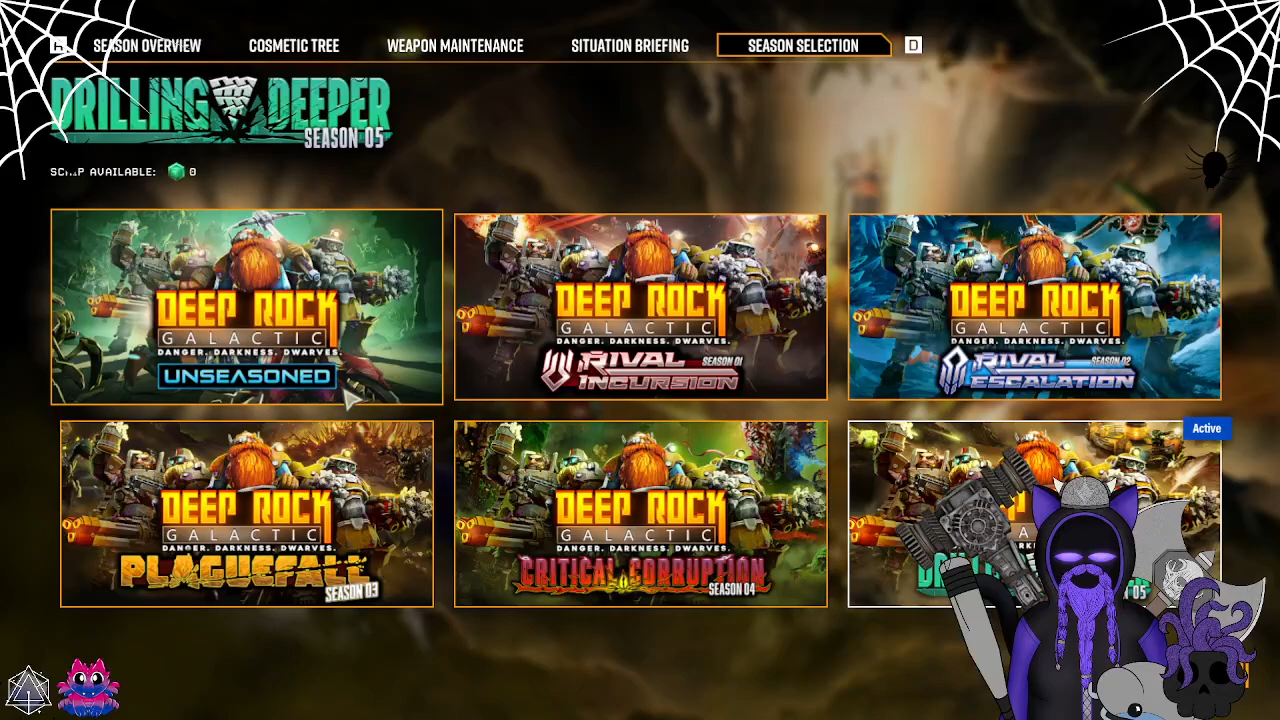 SEASON OVERVIEW COSMETIC TREE WEAPON MAINTENANCE SITUATION BRIEFING SEASON SELECTION D
DRILLING DEEPER
SEASON 05
AVAILABLE: 0
DEEP ROCK
GALACTIC
DANGER. DARKNESS. DWARVES.
UNSEASONED
DEEP ROCK
GALACTIC
DANGER. DARKNESS. DWARVES.
RIVAL SEASON 01
INCURSION
DEEP ROCK
GALACTIC
DANGER. DARKNESS. DWARVES.
RIVAL SEASON 02
ESCALATION
DEEP ROCK
GALACTIC
DANGER. DARKNESS. DWARVES.
PLAGUEFALL
SEASON 03
DEEP ROCK
GALACTIC
DANGER. DARKNESS. DWARVES.
CRITICAL CORRUPTION
SEASON 04
Active
05